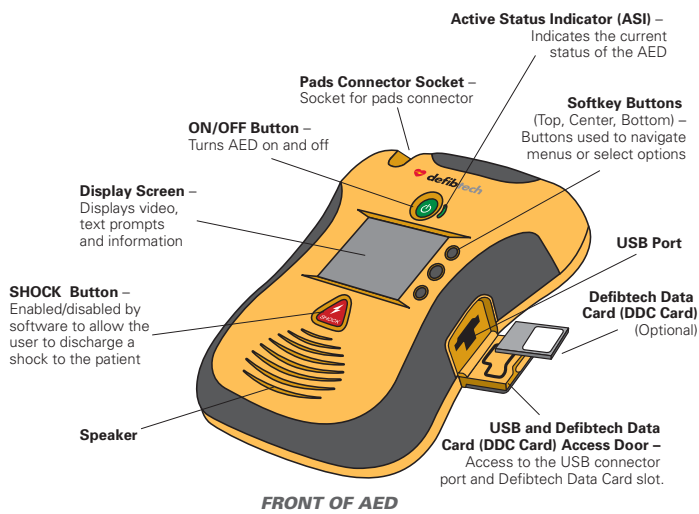 Active Status Indicator (ASI) –
Indicates the current
status of the AED
Pads Connector Socket –
Socket for pads connector
Softkey Buttons
(Top, Center, Bottom) –
Buttons used to navigate
menus or select options
ON/OFF Button –
Turns AED on and off
defibtech
Display Screen –
Displays video,
text prompts
and information
USB Port
SHOCK Button –
Enabled/disabled by
software to allow the
user to discharge a
shock to the patient
Defibtech Data
Card (DDC Card)
(Optional)
SHOCK
Speaker
USB and Defibtech Data
Card (DDC Card) Access Door –
Access to the USB connector
port and Defibtech Data Card slot.
FRONT OF AED